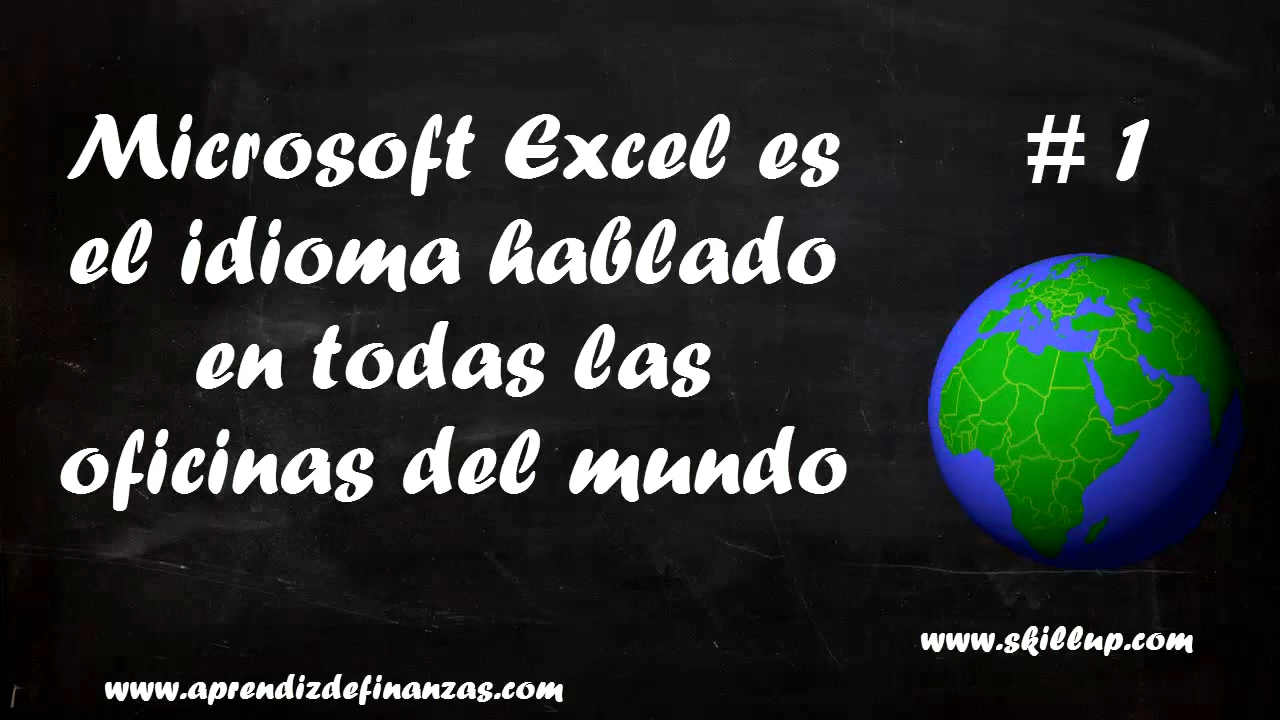 Microsoft Excel es
el idioma hablado
en todas las
oficinas del mundo
# 1
www.skillup.com
www.aprendizdefinanzas.com